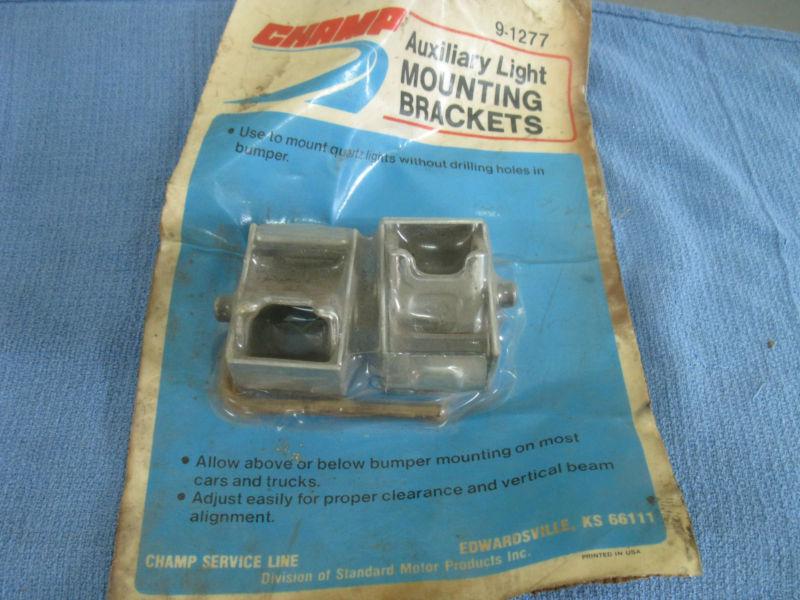 CHAMP
9-1277
Auxiliary Light
MOUNTING
BRACKETS
• Use to mount quartz lights without drilling holes in
bumper.
• Allow above or below bumper mounting on most
cars and trucks.
• Adjust easily for proper clearance and vertical beam
alignment.
CHAMP SERVICE LINE
EDWARDSVILLE, KS 66111
Division of Standard Motor Products Inc.
PRINTED IN USA